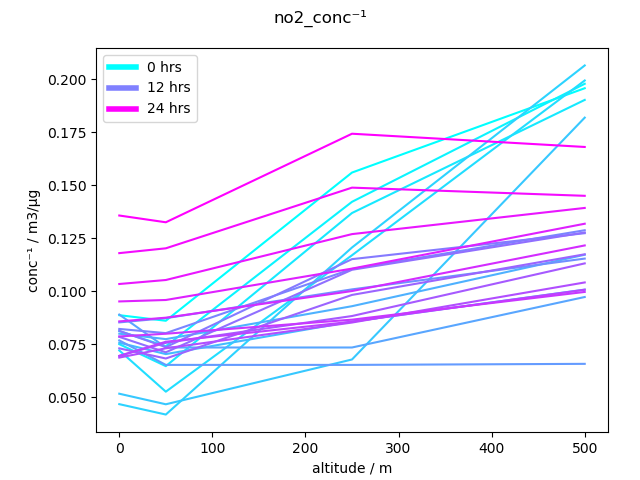 no2_conc⁻¹
0 hrs
12 hrs
24 hrs
0.200
0.175
0.150
0.125
0.100
0.075
0.050
conc⁻¹ / m3/µg
0 100 200 300 400 500
altitude / m